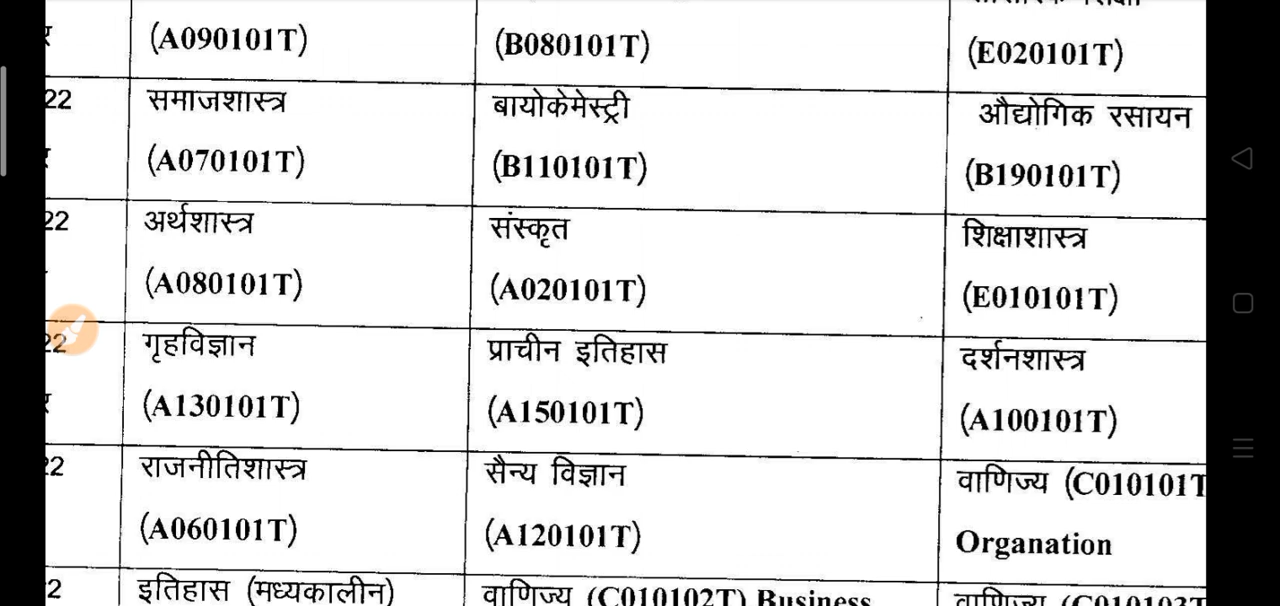 (A090101T) (B080101T)
(E020101T)
22 समाजशास्त्र बायोकेमेस्ट्री औद्योगिक रसायन
(A070101T) (B110101T) (B190101T)
22 अर्थशास्त्र संस्कृत शिक्षाशास्त्र
(A080101T) (A020101T) (E010101T)
22 गृहविज्ञान प्राचीन इतिहास दर्शनशास्त्र
(A130101T) (A150101T) (A100101T)
22 राजनीतिशास्त्र सैन्य विज्ञान वाणिज्य (C010101T
(A060101T) (A120101T) Organation
2 इतिहास (मध्यकालीन) वाणिज्य (C010102T) Business वाणिज्य (C010103T)